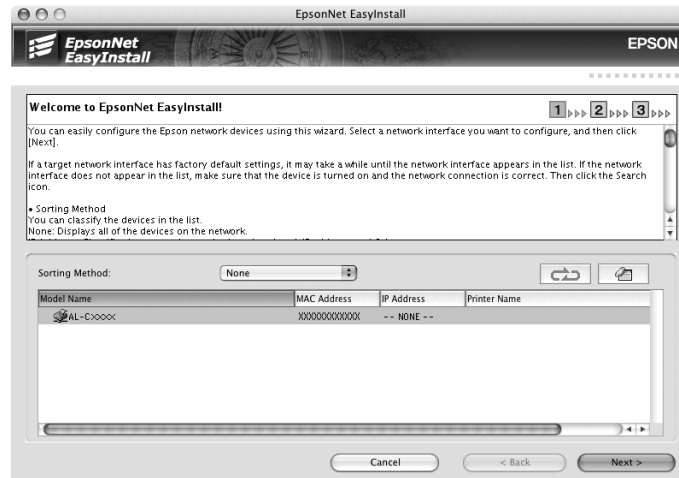 EpsonNet EasyInstall
EpsonNet
EasyInstall
EPSON
Welcome to EpsonNet EasyInstall!
1 2 3
You can easily configure the Epson network devices using this wizard. Select a network interface you want to configure, and then click
[Next].
If a target network interface has factory default settings, it may take a while until the network interface appears in the list. If the network
interface does not appear in the list, make sure that the device is turned on and the network connection is correct. Then click the Search
icon.
• Sorting Method
You can classify the devices in the list.
None: Displays all of the devices on the network.
Sorting Method: None
Model Name MAC Address IP Address Printer Name
AL-CXXXX XXXXXXXXXXXX -- NONE --
Cancel < Back Next >